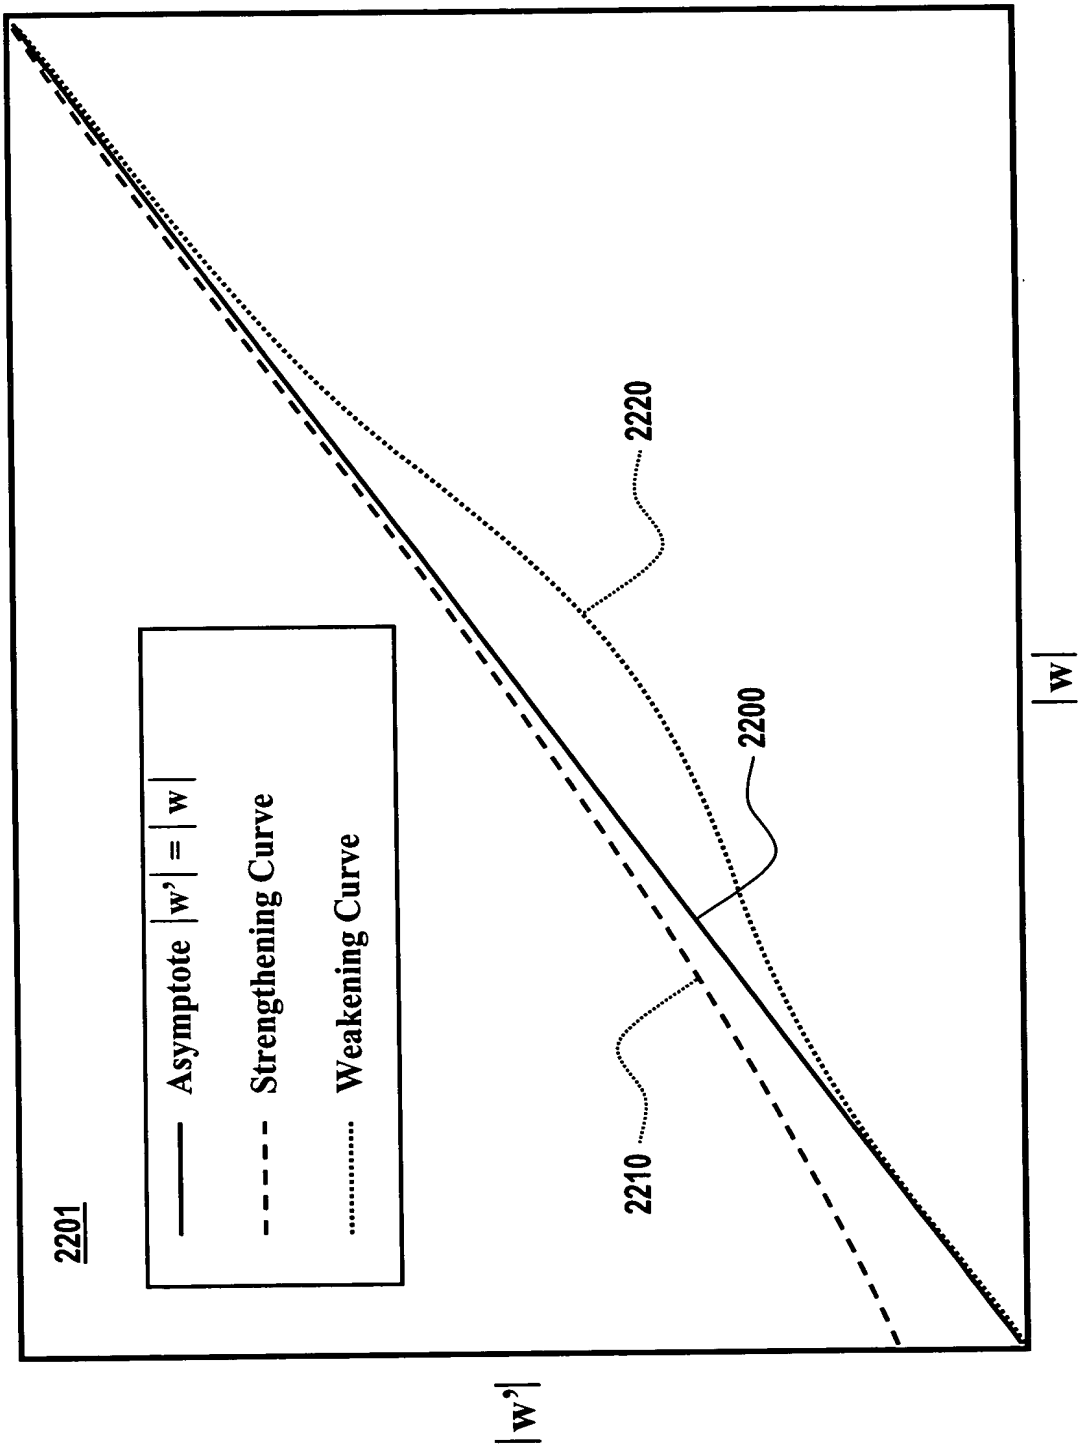 2201
Asymptote |w'| = |w|
Strengthening Curve
Weakening Curve
2210
2200
2220
|w'|
|w|